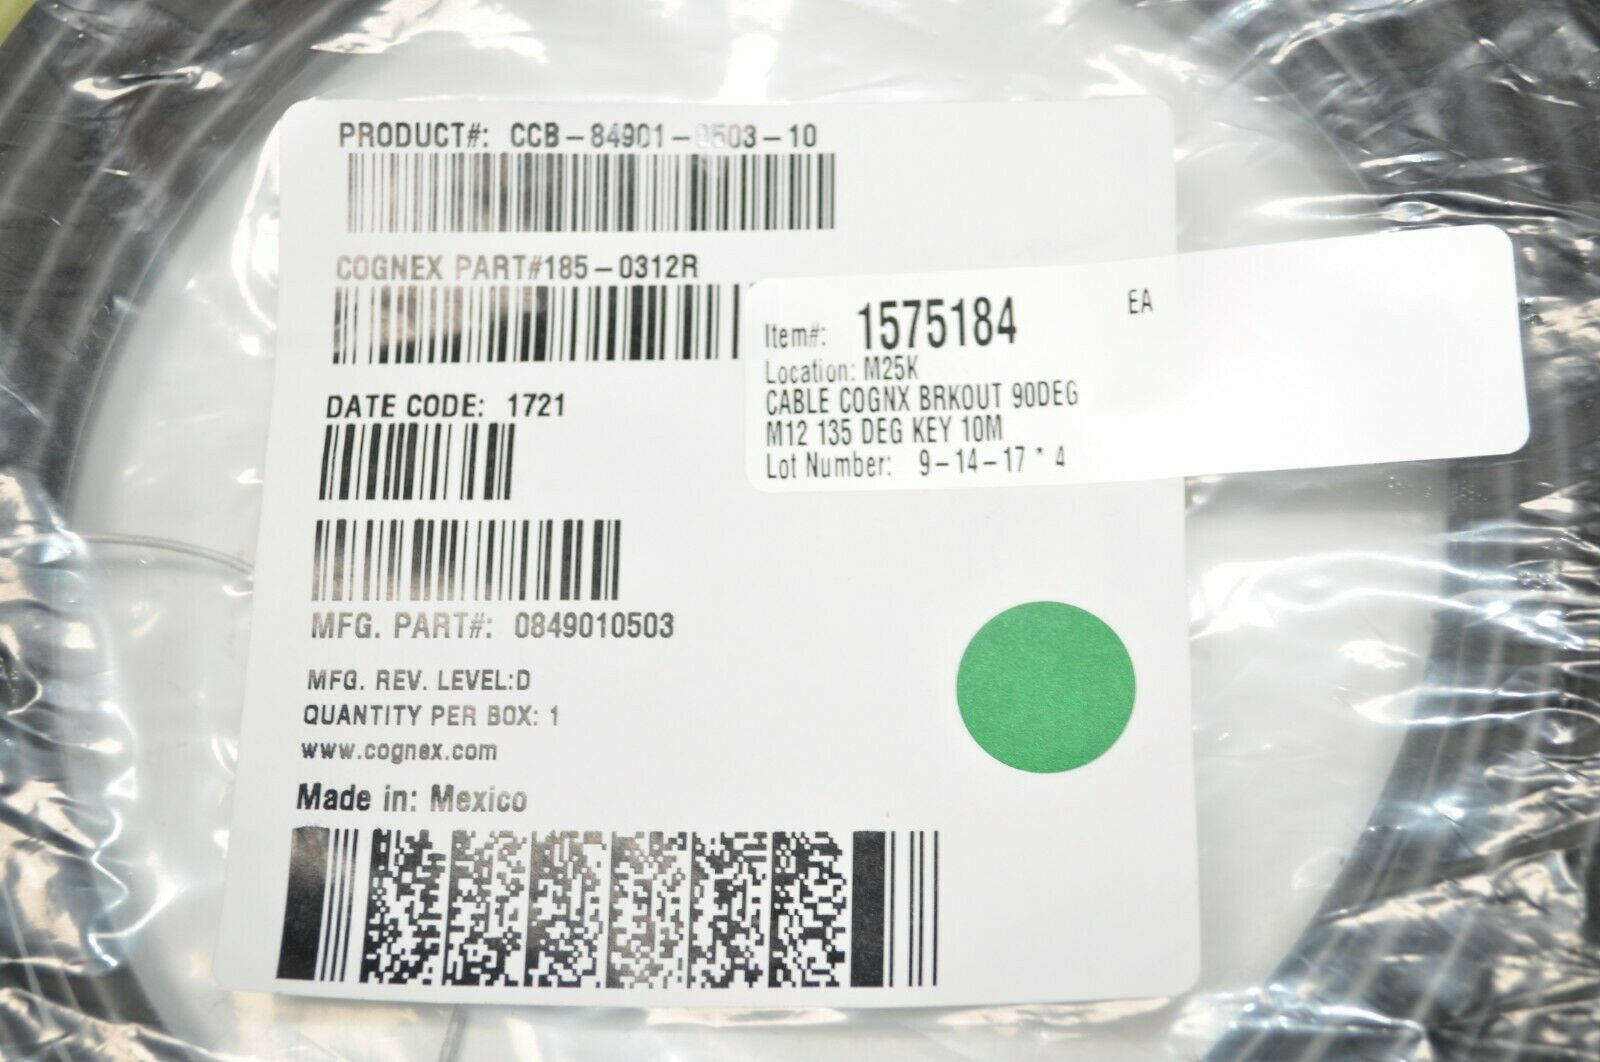 PRODUCT#: CCB-84901-0503-10
COGNEX PART#185-0312R
DATE CODE: 1721
MFG. PART#: 0849010503
MFG. REV. LEVEL:D
QUANTITY PER BOX: 1
www.cognex.com
Made in: Mexico
Item#: 1575184 EA
Location: M25K
CABLE COGNX BRKOUT 90DEG
M12 135 DEG KEY 10M
Lot Number: 9-14-17 * 4